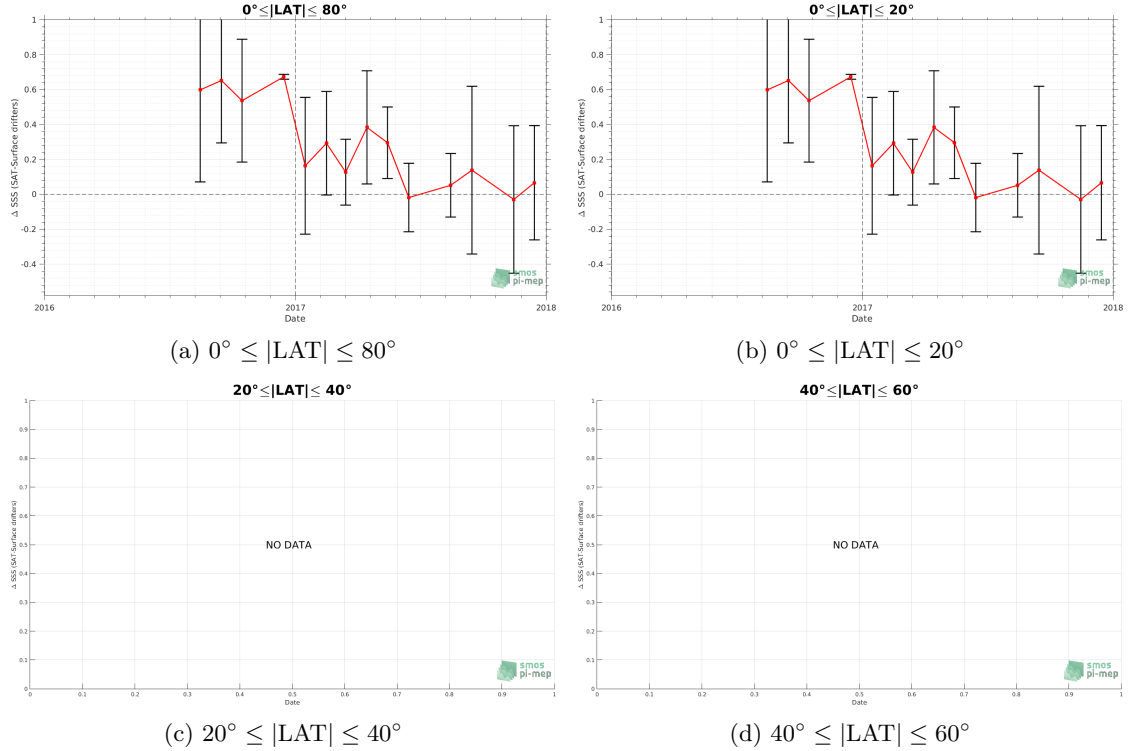 0°≤|LAT|≤ 80°
1
0.8
0.6
0.4
0.2
0
-0.2
-0.4
Δ SSS (SAT-Surface drifters)
2016
2017
2018
Date
smos
pi-mep
(a) 0° ≤ |LAT| ≤ 80°
0°≤|LAT|≤ 20°
1
0.8
0.6
0.4
0.2
0
-0.2
-0.4
Δ SSS (SAT-Surface drifters)
2016
2017
2018
Date
smos
pi-mep
(b) 0° ≤ |LAT| ≤ 20°
20°≤|LAT|≤ 40°
1
0.9
0.8
0.7
0.6
0.5
0.4
0.3
0.2
0.1
0
Δ SSS (SAT-Surface drifters)
NO DATA
0 0.1 0.2 0.3 0.4 0.5 0.6 0.7 0.8 0.9 1
Date
smos
pi-mep
(c) 20° ≤ |LAT| ≤ 40°
40°≤|LAT|≤ 60°
1
0.9
0.8
0.7
0.6
0.5
0.4
0.3
0.2
0.1
0
Δ SSS (SAT-Surface drifters)
NO DATA
0 0.1 0.2 0.3 0.4 0.5 0.6 0.7 0.8 0.9 1
Date
smos
pi-mep
(d) 40° ≤ |LAT| ≤ 60°